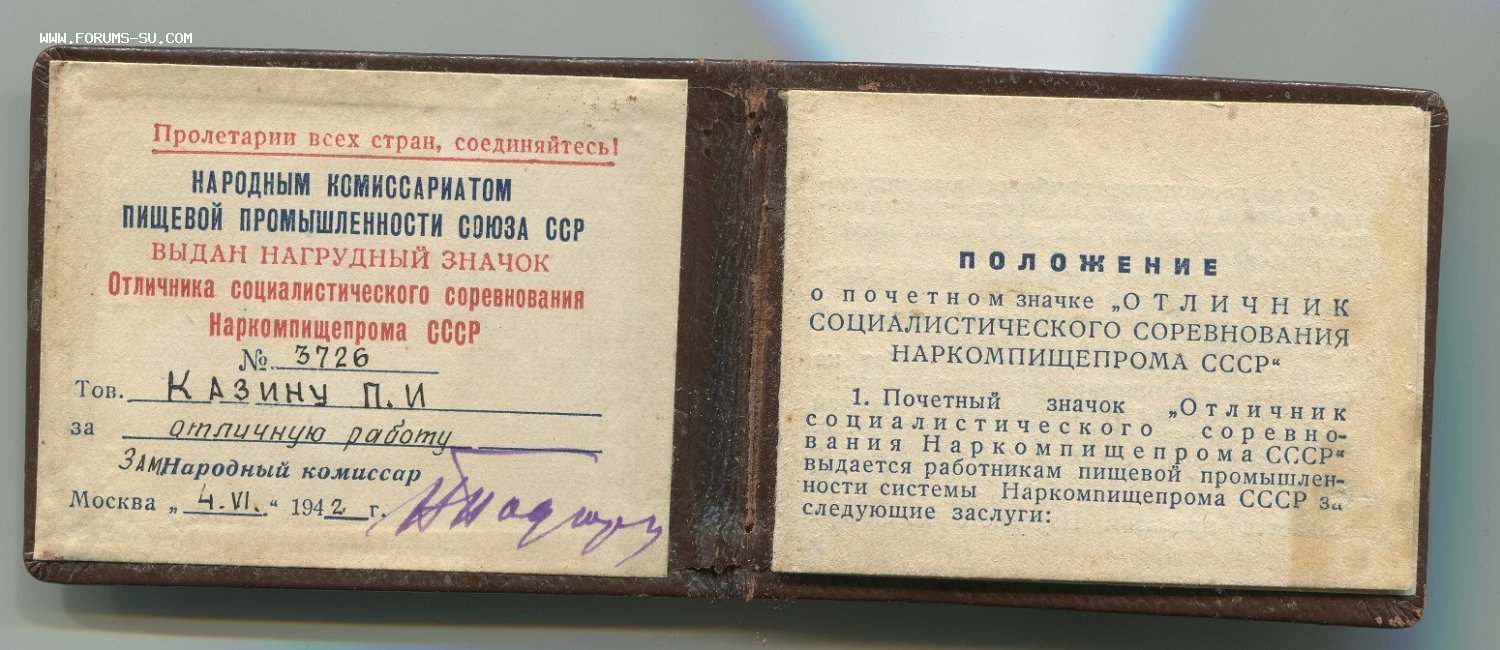 WWW.FORUMS-SU.COM
Пролетарии всех стран, соединяйтесь!
НАРОДНЫМ КОМИССАРИАТОМ
ПИЩЕВОЙ ПРОМЫШЛЕННОСТИ СОЮЗА ССР
ВЫДАН НАГРУДНЫЙ ЗНАЧОК
Отличника социалистического соревнования
Наркомпищепрома СССР
№ 3726
Тов. КАЗИНУ П.И
за отличную работу
ЗАМ Народный комиссар
Москва „4.VI.“ 1942 г.
ПОЛОЖЕНИЕ
о почетном значке „ОТЛИЧНИК
СОЦИАЛИСТИЧЕСКОГО СОРЕВНОВАНИЯ
НАРКОМПИЩЕПРОМА СССР“
1. Почетный значок „Отличник
социалистического соревно-
вания Наркомпищепрома СССР“
выдается работникам пищевой промышлен-
ности системы Наркомпищепрома СССР за
следующие заслуги: